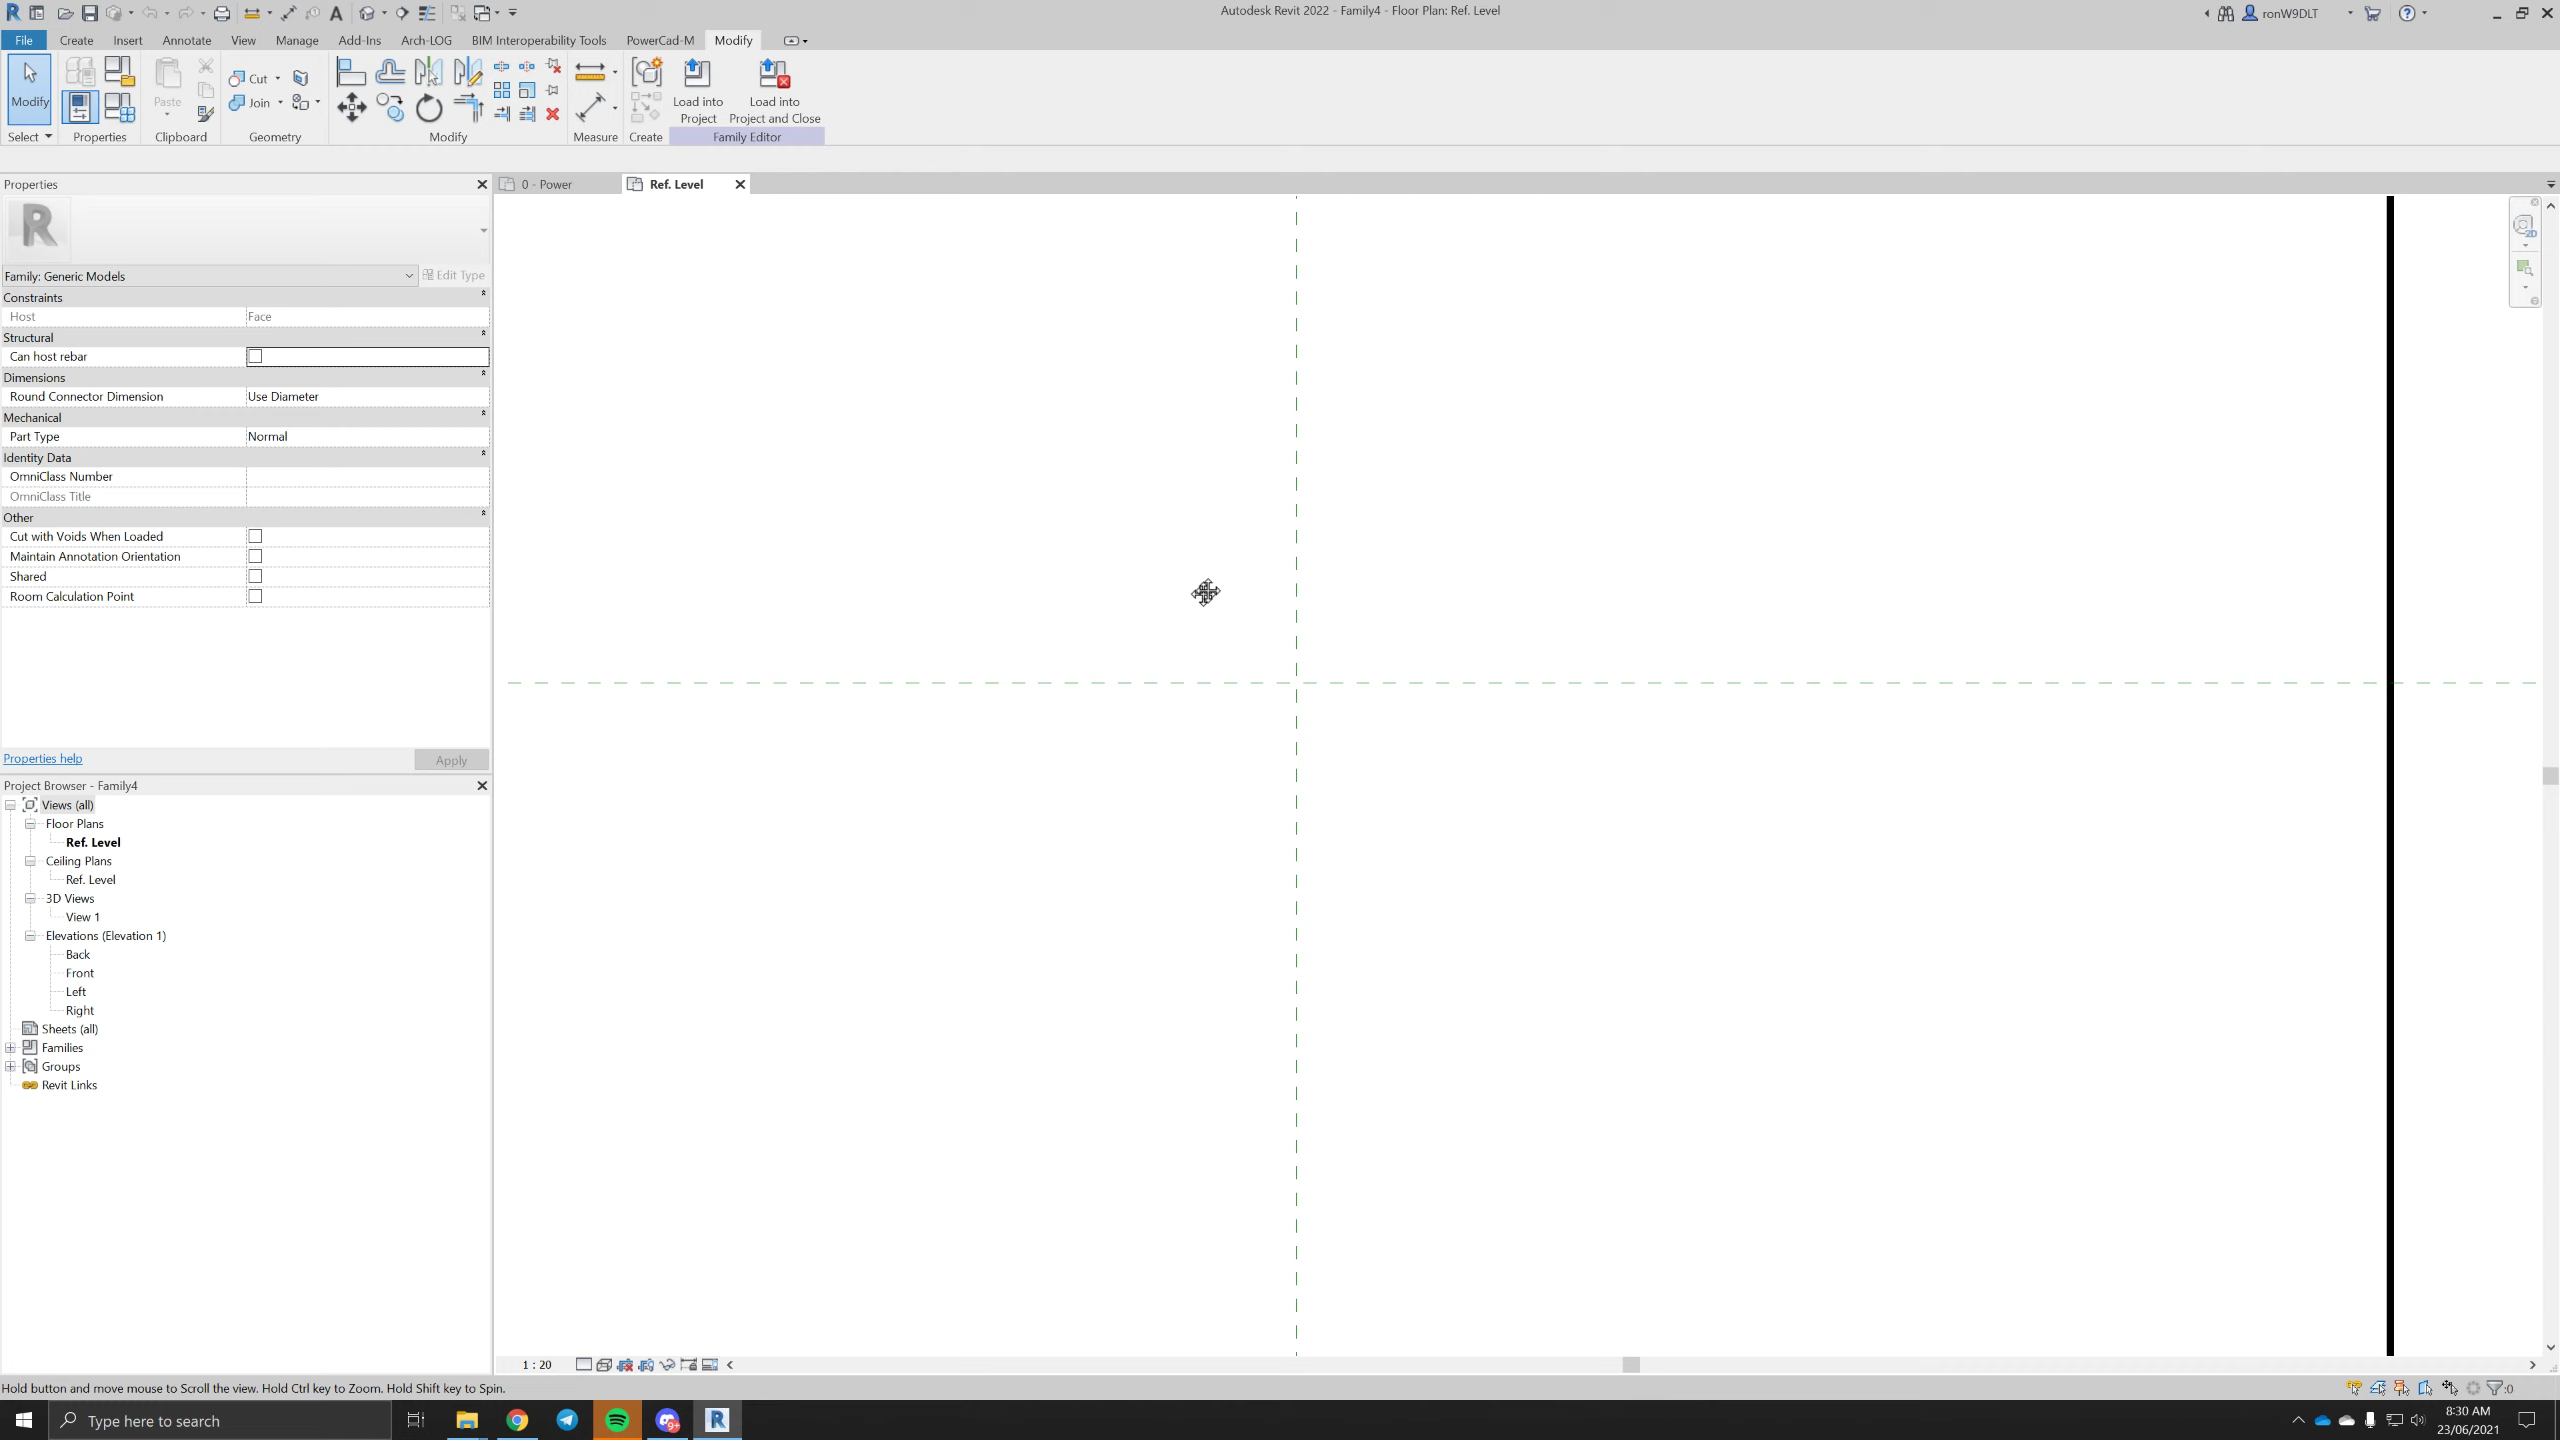 Autodesk Revit 2022 - Family4 - Floor Plan: Ref. Level
ronW9DLT
File Create Insert Annotate View Manage Add-Ins Arch-LOG BIM Interoperability Tools PowerCad-M Modify
Modify
Paste
Cut
Join
Load into
Project
Load into
Project and Close
Select Properties Clipboard Geometry Modify Measure Create Family Editor
Properties
0 - Power
Ref. Level
R
Family: Generic Models
Edit Type
Constraints
Host Face
Structural
Can host rebar
Dimensions
Round Connector Dimension Use Diameter
Mechanical
Part Type Normal
Identity Data
OmniClass Number
OmniClass Title
Other
Cut with Voids When Loaded
Maintain Annotation Orientation
Shared
Room Calculation Point
Properties help
Apply
Project Browser - Family4
Views (all)
Floor Plans
Ref. Level
Ceiling Plans
Ref. Level
3D Views
View 1
Elevations (Elevation 1)
Back
Front
Left
Right
Sheets (all)
Families
Groups
Revit Links
2D
1 : 20
Hold button and move mouse to Scroll the view. Hold Ctrl key to Zoom. Hold Shift key to Spin.
:0
Type here to search
9+
R
8:30 AM
23/06/2021